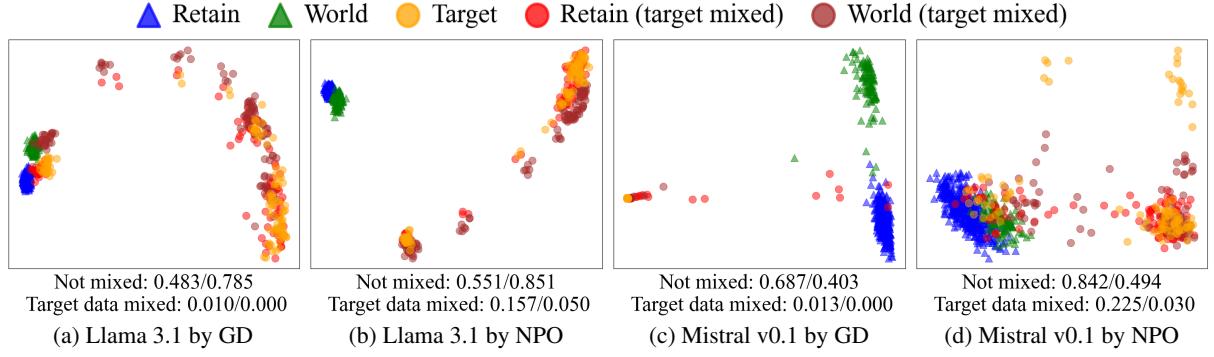 Retain World Target Retain (target mixed) World (target mixed)
Not mixed: 0.483/0.785 Not mixed: 0.551/0.851 Not mixed: 0.687/0.403 Not mixed: 0.842/0.494
Target data mixed: 0.010/0.000 Target data mixed: 0.157/0.050 Target data mixed: 0.013/0.000 Target data mixed: 0.225/0.030
(a) Llama 3.1 by GD (b) Llama 3.1 by NPO (c) Mistral v0.1 by GD (d) Mistral v0.1 by NPO